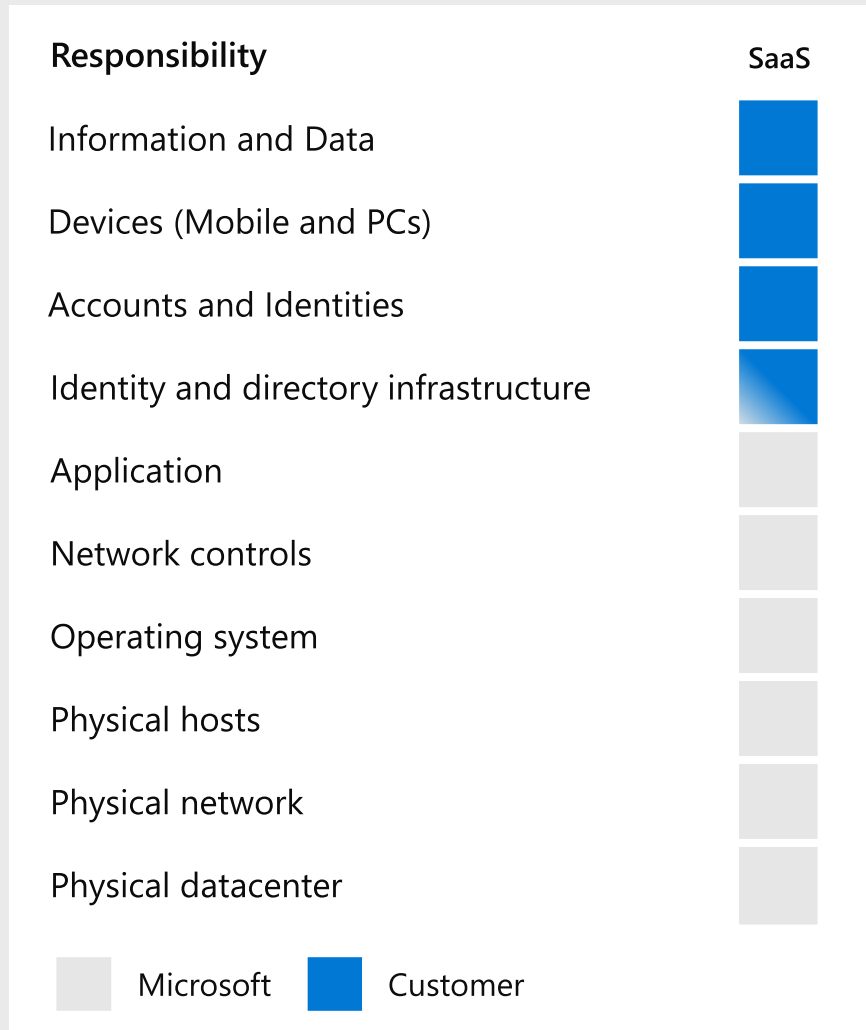 Responsibility SaaS
Information and Data
Devices (Mobile and PCs)
Accounts and Identities
Identity and directory infrastructure
Application
Network controls
Operating system
Physical hosts
Physical network
Physical datacenter
Microsoft Customer